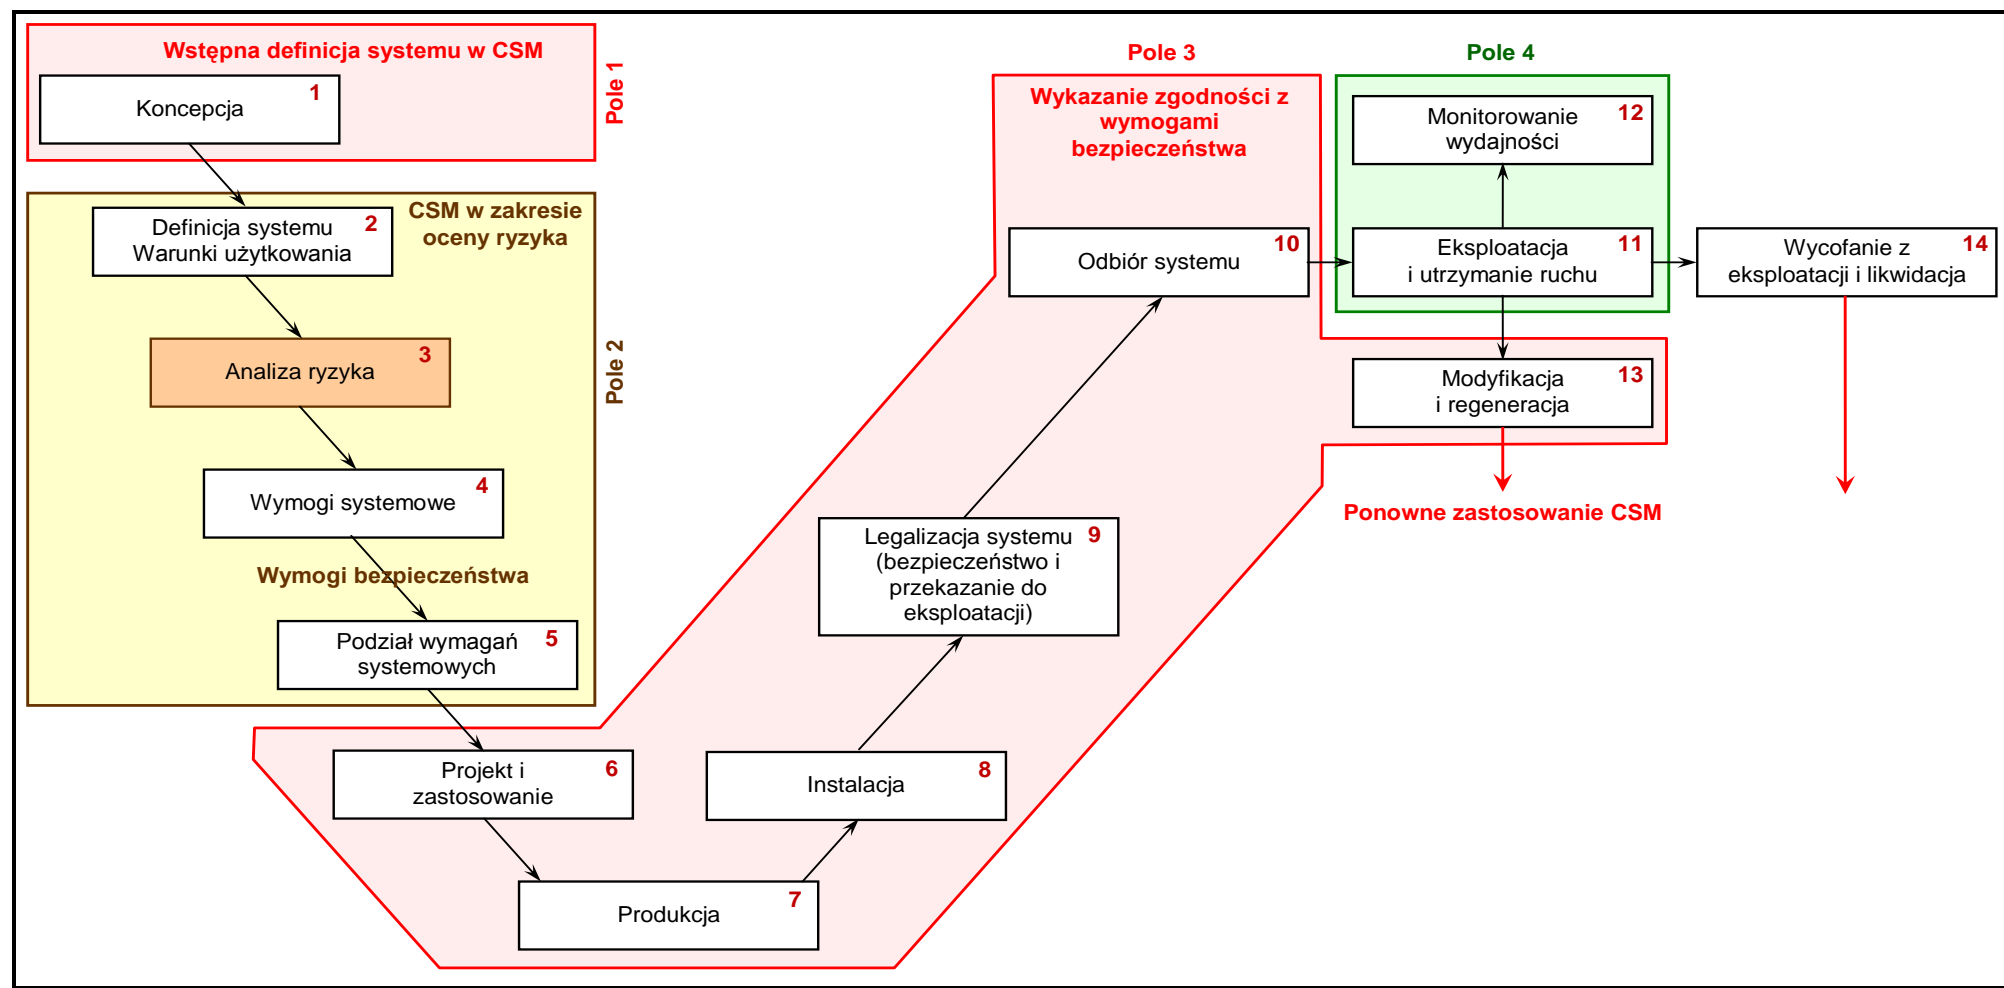 Wstępna definicja systemu w CSM
Pole 1
1
Koncepcja
CSM w zakresie
oceny ryzyka
2
Definicja systemu
Warunki użytkowania
Pole 2
3
Analiza ryzyka
4
Wymogi systemowe
Wymogi bezpieczeństwa
5
Podział wymagań
systemowych
6
Projekt i
zastosowanie
7
Produkcja
8
Instalacja
9
Legalizacja systemu
(bezpieczeństwo i
przekazanie do
eksploatacji)
Pole 3
Wykazanie zgodności z
wymogami
bezpieczeństwa
10
Odbiór systemu
Pole 4
12
Monitorowanie
wydajności
11
Eksploatacja
i utrzymanie ruchu
14
Wycofanie z
eksploatacji i likwidacja
13
Modyfikacja
i regeneracja
Ponowne zastosowanie CSM